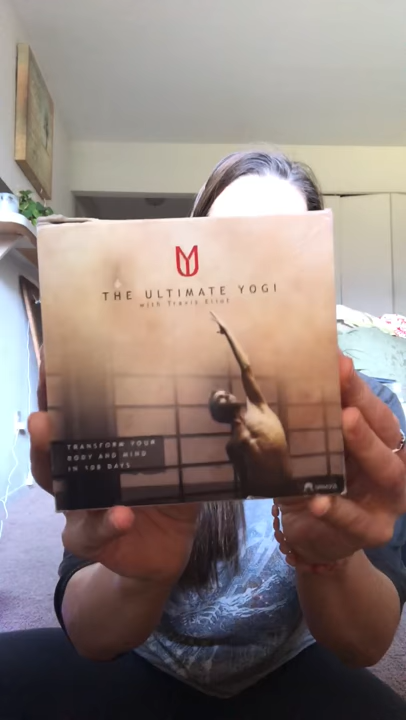 THE ULTIMATE YOGI
with Travis Eliot
TRANSFORM YOUR
BODY AND MIND
IN 108 DAYS